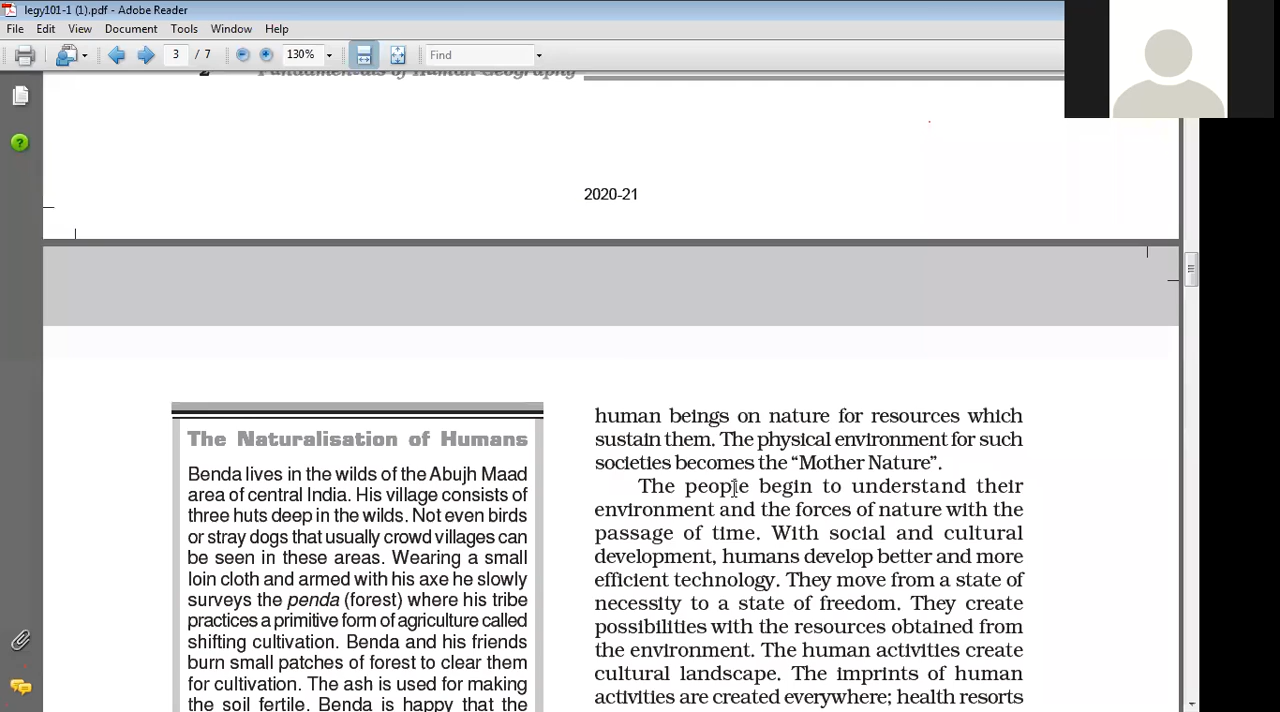 legy101-1 (1).pdf - Adobe Reader
File Edit View Document Tools Window Help
3 / 7 130% Find
2 Fundamentals of Human Geography
2020-21
The Naturalisation of Humans
Benda lives in the wilds of the Abujh Maad
area of central India. His village consists of
three huts deep in the wilds. Not even birds
or stray dogs that usually crowd villages can
be seen in these areas. Wearing a small
loin cloth and armed with his axe he slowly
surveys the penda (forest) where his tribe
practices a primitive form of agriculture called
shifting cultivation. Benda and his friends
burn small patches of forest to clear them
for cultivation. The ash is used for making
the soil fertile. Benda is happy that the
human beings on nature for resources which
sustain them. The physical environment for such
societies becomes the “Mother Nature”.
The people begin to understand their
environment and the forces of nature with the
passage of time. With social and cultural
development, humans develop better and more
efficient technology. They move from a state of
necessity to a state of freedom. They create
possibilities with the resources obtained from
the environment. The human activities create
cultural landscape. The imprints of human
activities are created everywhere; health resorts